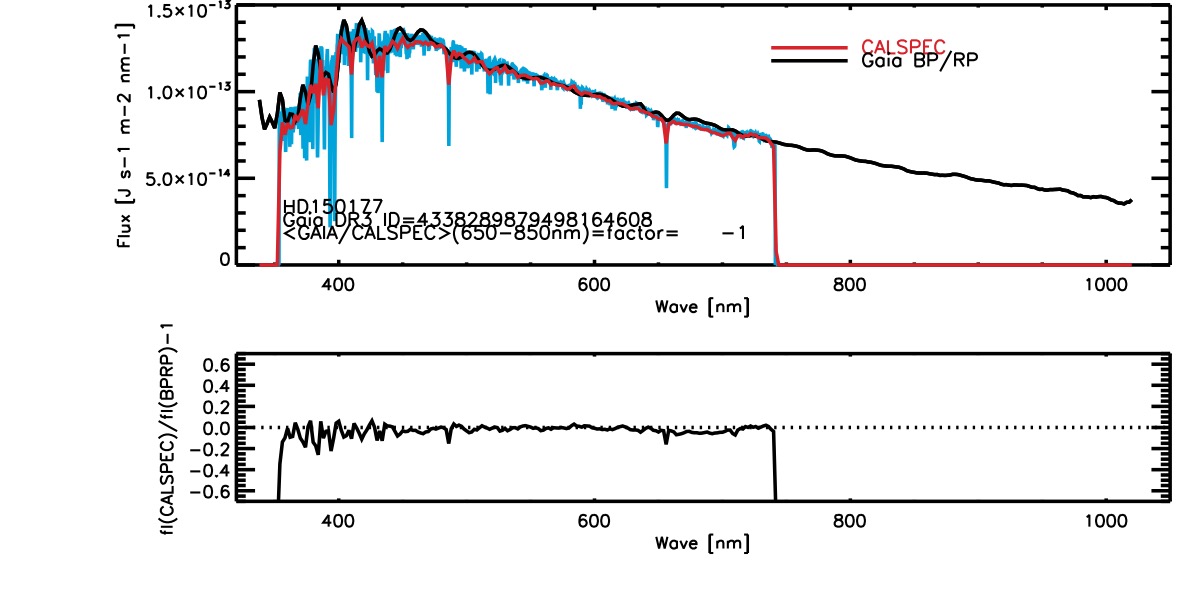 1.5×10−13
CALSPEC
Gaia BP/RP
1.0×10−13
Flux [J s−1 m−2 nm−1]
5.0×10−14
HD150177
Gaia DR3 ID=4338289879498164608
<GAIA/CALSPEC>(650−850nm)=factor= −1
0
400 600 800 1000
Wave [nm]
fl(CALSPEC)/fl(BPRP)−1
0.6
0.4
0.2
0.0
−0.2
−0.4
−0.6
400 600 800 1000
Wave [nm]